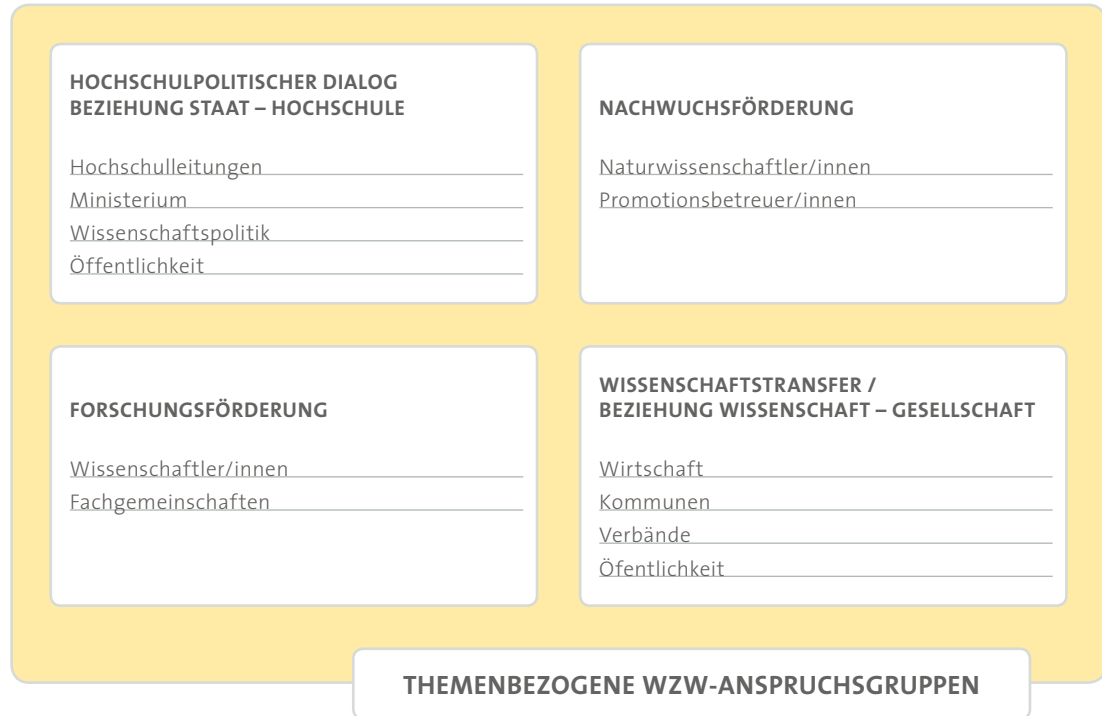 HOCHSCHULPOLITISCHER DIALOG
BEZIEHUNG STAAT – HOCHSCHULE
Hochschulleitungen
Ministerium
Wissenschaftspolitik
Öffentlichkeit
NACHWUCHSFÖRDERUNG
Naturwissenschaftler/innen
Promotionsbetreuer/innen
FORSCHUNGSFÖRDERUNG
Wissenschaftler/innen
Fachgemeinschaften
WISSENSCHAFTSTRANSFER /
BEZIEHUNG WISSENSCHAFT – GESELLSCHAFT
Wirtschaft
Kommunen
Verbände
Öfentlichkeit
THEMENBEZOGENE WZW-ANSPRUCHSGRUPPEN